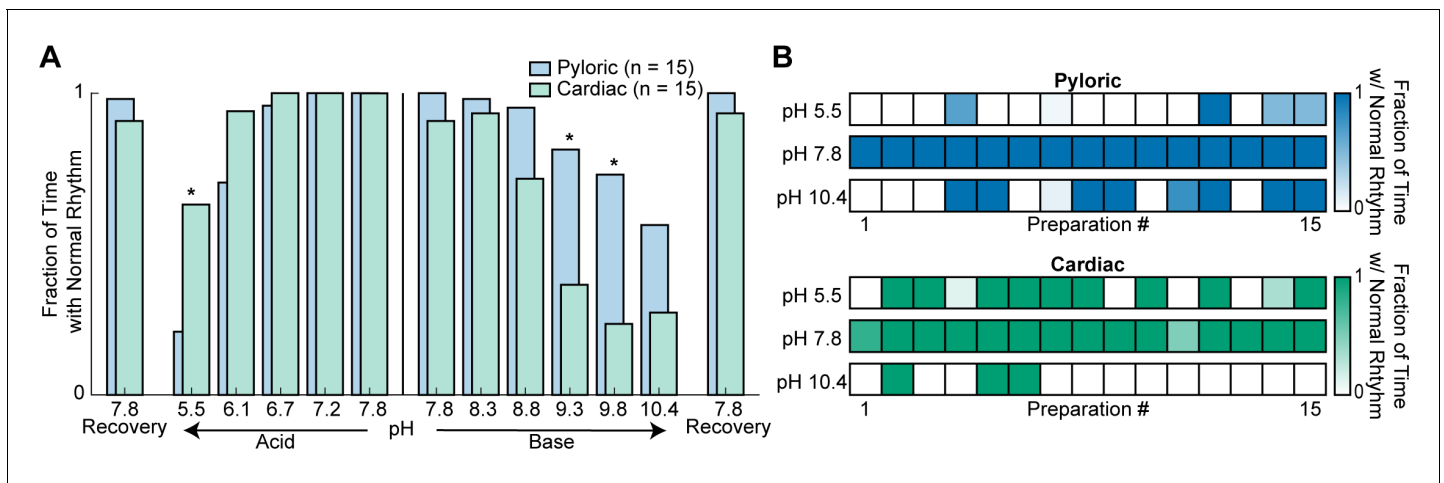 A
Pyloric (n = 15)
Cardiac (n = 15)
1
0
Fraction of Time
with Normal Rhythm
*
*
*
7.8 5.5 6.1 6.7 7.2 7.8 7.8 8.3 8.8 9.3 9.8 10.4 7.8
Recovery Acid pH Base Recovery
B
Pyloric
pH 5.5
pH 7.8
pH 10.4
1 Preparation # 15
1
0
Fraction of Time
w/ Normal Rhtyhm
Cardiac
pH 5.5
pH 7.8
pH 10.4
1 Preparation # 15
1
0
Fraction of Time
w/ Normal Rhtyhm